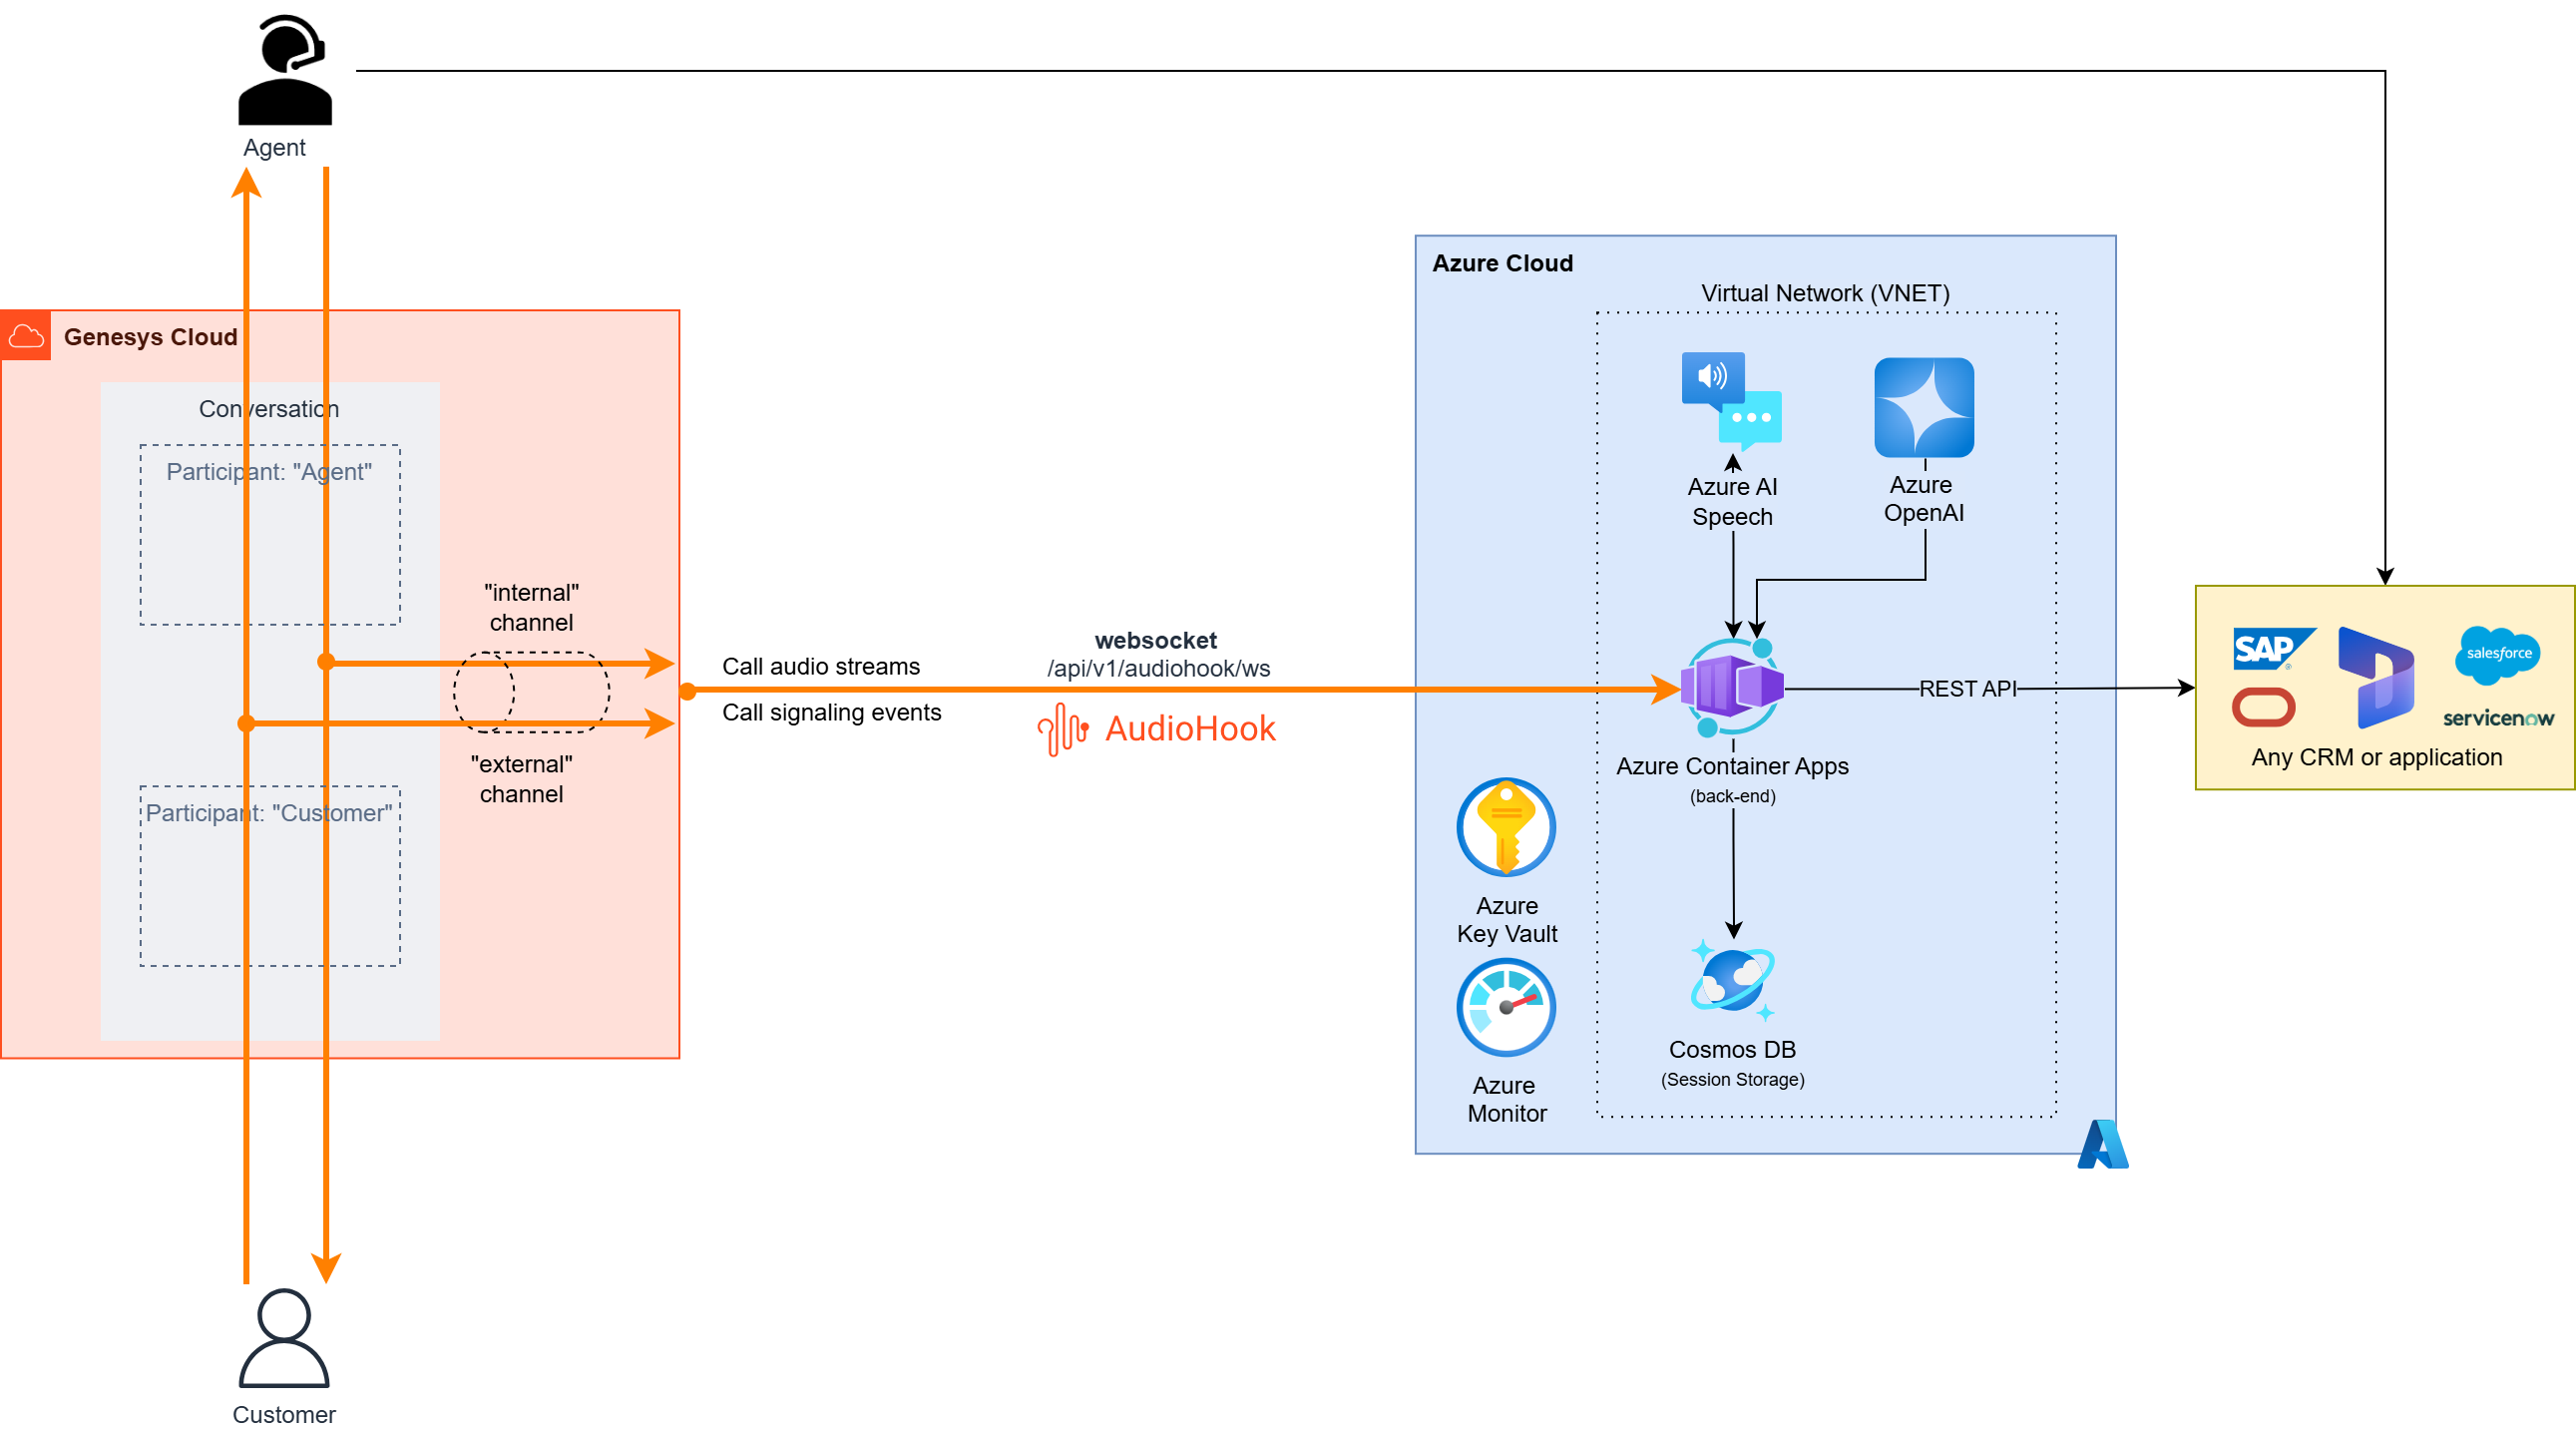 Agent
Azure Cloud
Virtual Network (VNET)
Genesys Cloud
Conversation
Participant: "Agent"
Azure AI
Speech
Azure
OpenAI
"internal"
channel
Call audio streams
Call signaling events
websocket
/api/v1/audiohook/ws
AudioHook
"external"
channel
Participant: "Customer"
REST API
SAP
®
salesforce
servicenow
Any CRM or application
Azure Container Apps
(back-end)
Azure
Key Vault
Azure
Monitor
Cosmos DB
(Session Storage)
Customer